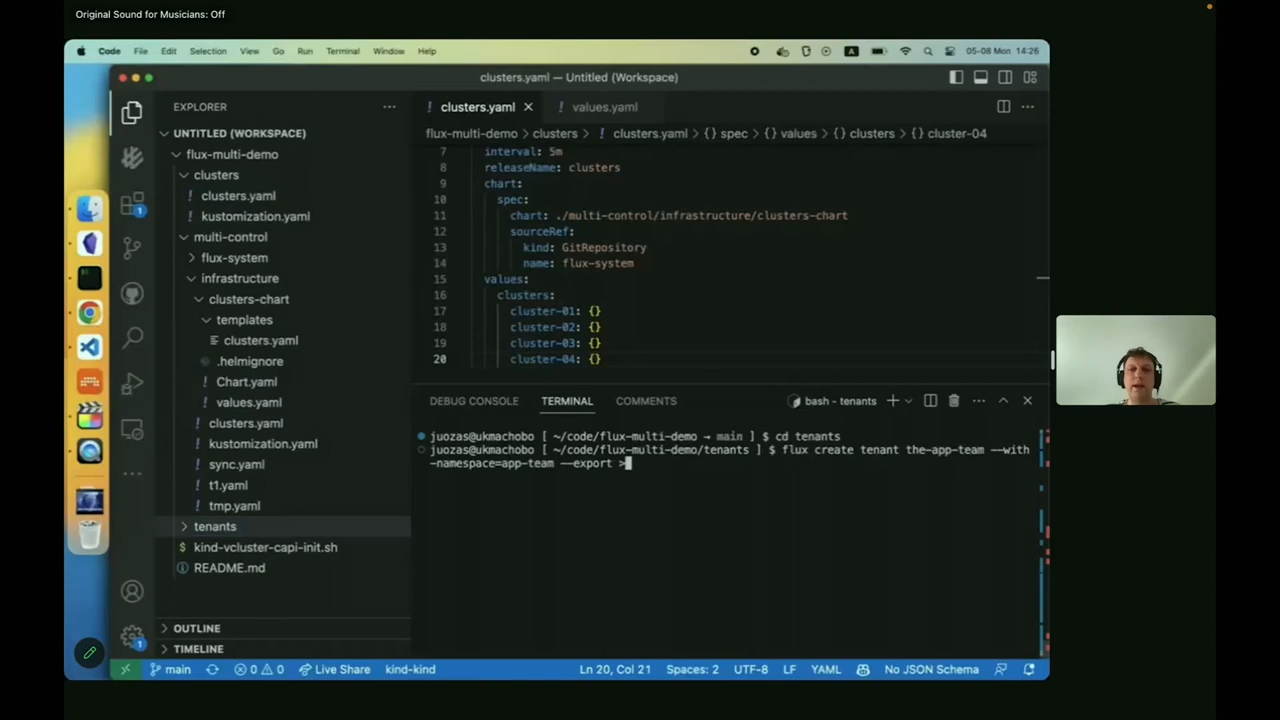 Original Sound for Musicians: Off
Code File Edit Selection View Go Run Terminal Window Help
A 05-08 Mon 14:26
clusters.yaml — Untitled (Workspace)
EXPLORER
UNTITLED (WORKSPACE)
flux-multi-demo
clusters
! clusters.yaml
! kustomization.yaml
multi-control
flux-system
infrastructure
clusters-chart
templates
clusters.yaml
.helmignore
! Chart.yaml
! values.yaml
! clusters.yaml
! kustomization.yaml
! sync.yaml
! t1.yaml
! tmp.yaml
tenants
$ kind-vcluster-capi-init.sh
README.md
OUTLINE
TIMELINE
1
1
! clusters.yaml ! values.yaml
flux-multi-demo > clusters > ! clusters.yaml > {} spec > {} values > {} clusters > {} cluster-04
7 interval: 5m
8 releaseName: clusters
9 chart:
10 spec:
11 chart: ./multi-control/infrastructure/clusters-chart
12 sourceRef:
13 kind: GitRepository
14 name: flux-system
15 values:
16 clusters:
17 cluster-01: {}
18 cluster-02: {}
19 cluster-03: {}
20 cluster-04: {}
DEBUG CONSOLE TERMINAL COMMENTS bash - tenants
juozas@ukmachobo [ ~/code/flux-multi-demo → main ] $ cd tenants
juozas@ukmachobo [ ~/code/flux-multi-demo/tenants ] $ flux create tenant the-app-team --with
-namespace=app-team --export >
main 0 0 Live Share kind-kind Ln 20, Col 21 Spaces: 2 UTF-8 LF YAML No JSON Schema